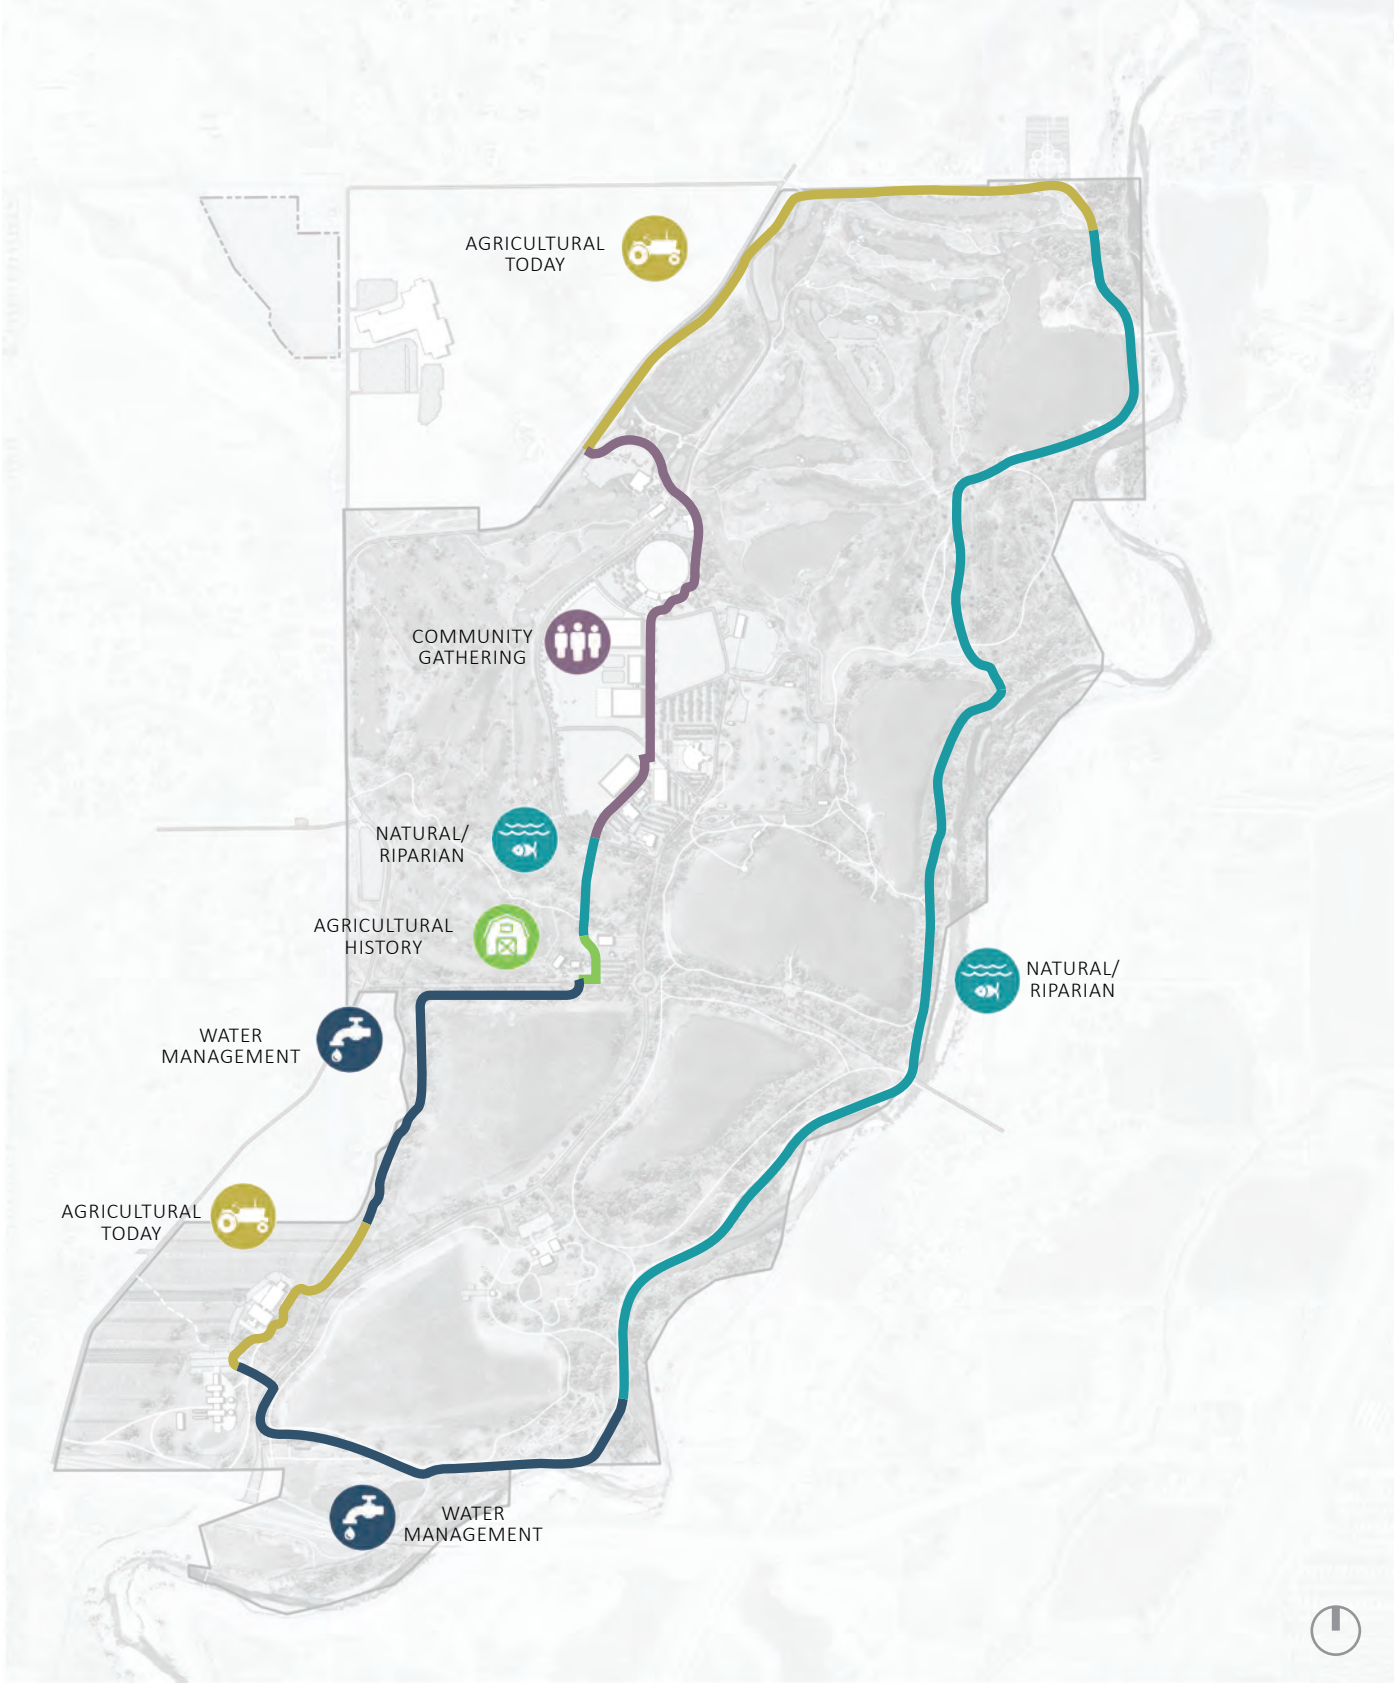 AGRICULTURAL
TODAY
COMMUNITY
GATHERING
NATURAL/
RIPARIAN
AGRICULTURAL
HISTORY
NATURAL/
RIPARIAN
WATER
MANAGEMENT
AGRICULTURAL
TODAY
WATER
MANAGEMENT